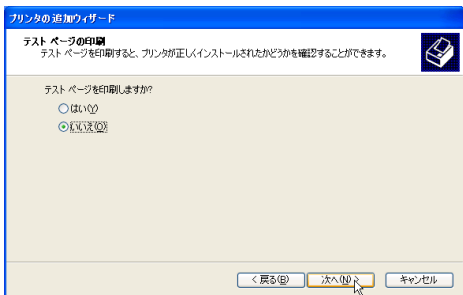 プリンタの追加ウィザード
テスト ページの印刷
テスト ページを印刷すると、プリンタが正しくインストールされたかどうかを確認することができます。
テスト ページを印刷しますか?
はい(Y)
いいえ(O)
< 戻る(B)
次へ(N) >
キャンセル